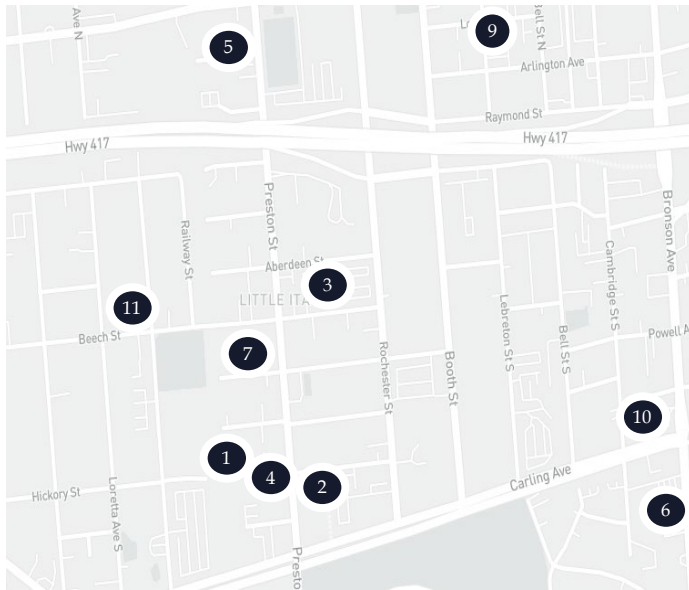 Ave N
5
9
Bell St N
Arlington Ave
Raymond St
Hwy 417
Hwy 417
Preston St
Railway St
Bronson Ave
Cambridge St S
Aberdeen St
3
LITTLE ITA
11
Beech St
7
Rochester St
Booth St
Lebreton St S
Bell St S
Powell A
10
1
4
2
Hickory St
Loretta Ave S
Carling Ave
6
Presto